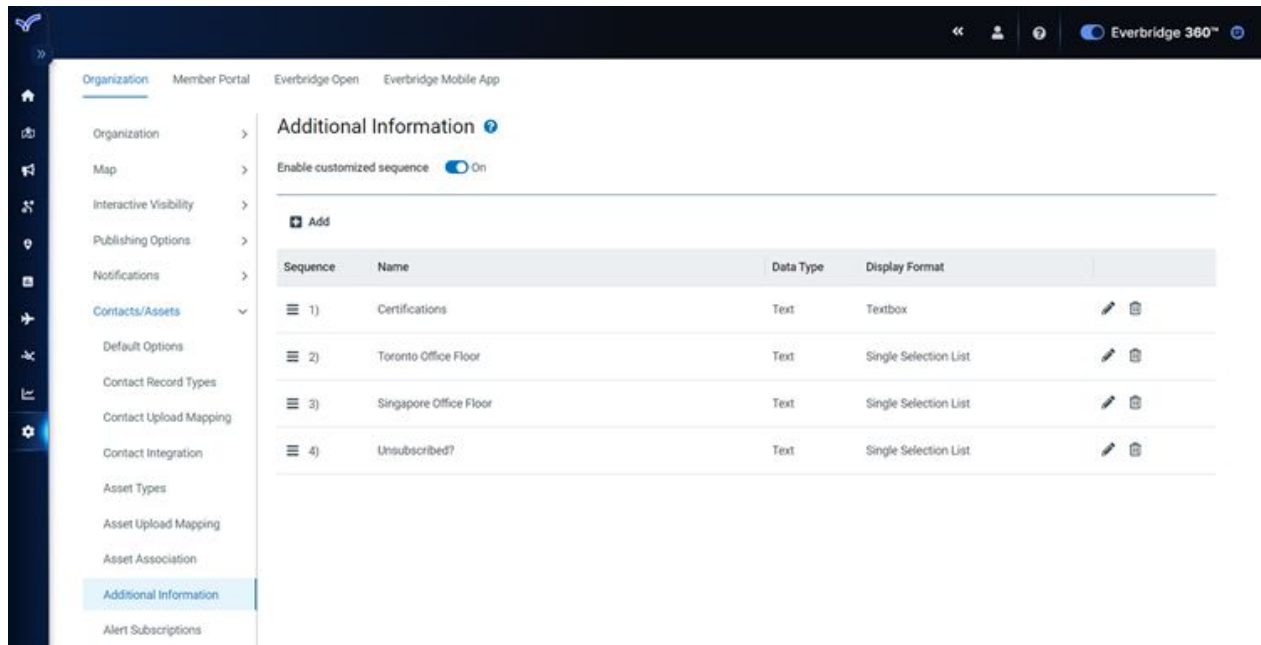 Everbridge 360™
Organization Member Portal Everbridge Open Everbridge Mobile App
Organization
Map
Interactive Visibility
Publishing Options
Notifications
Contacts/Assets
Default Options
Contact Record Types
Contact Upload Mapping
Contact Integration
Asset Types
Asset Upload Mapping
Asset Association
Additional Information
Alert Subscriptions
Additional Information
Enable customized sequence On
Add
Sequence Name Data Type Display Format
1) Certifications Text Textbox
2) Toronto Office Floor Text Single Selection List
3) Singapore Office Floor Text Single Selection List
4) Unsubscribed? Text Single Selection List